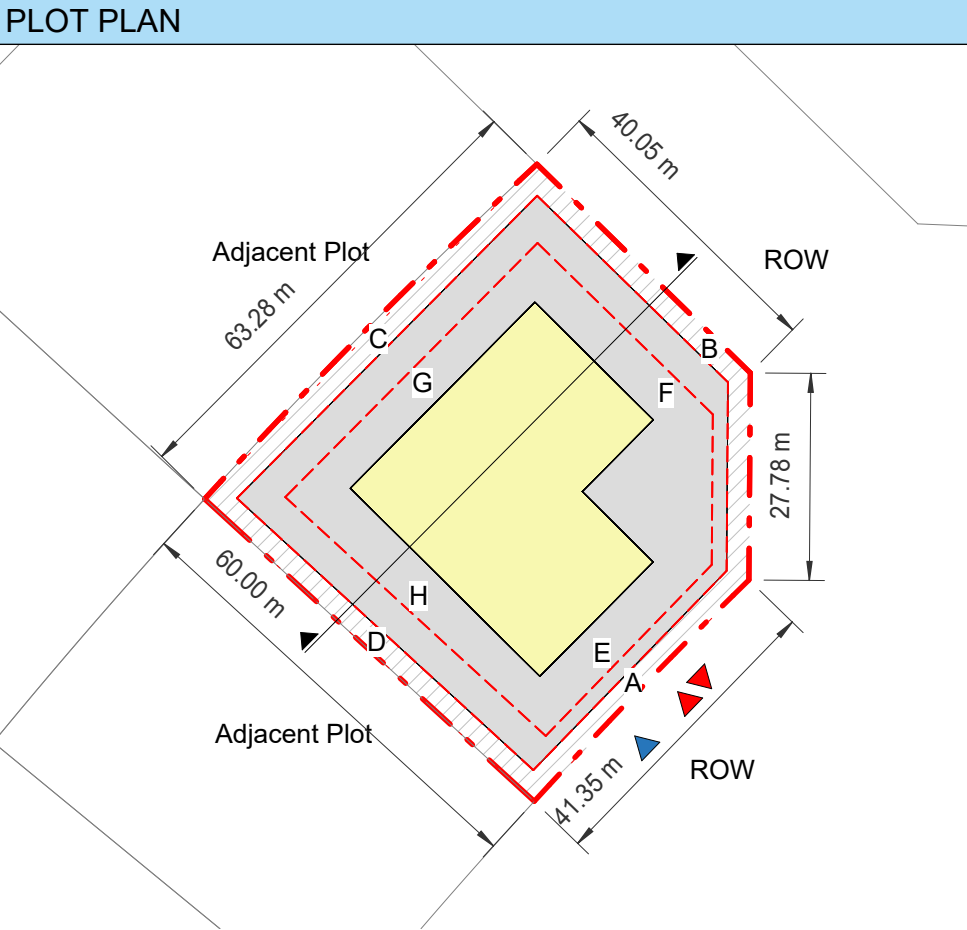 PLOT PLAN
40.05 m
Adjacent Plot
ROW
63.28 m
C
B
G
F
27.78 m
60.00 m
H
D
E
A
Adjacent Plot
41.35 m
ROW